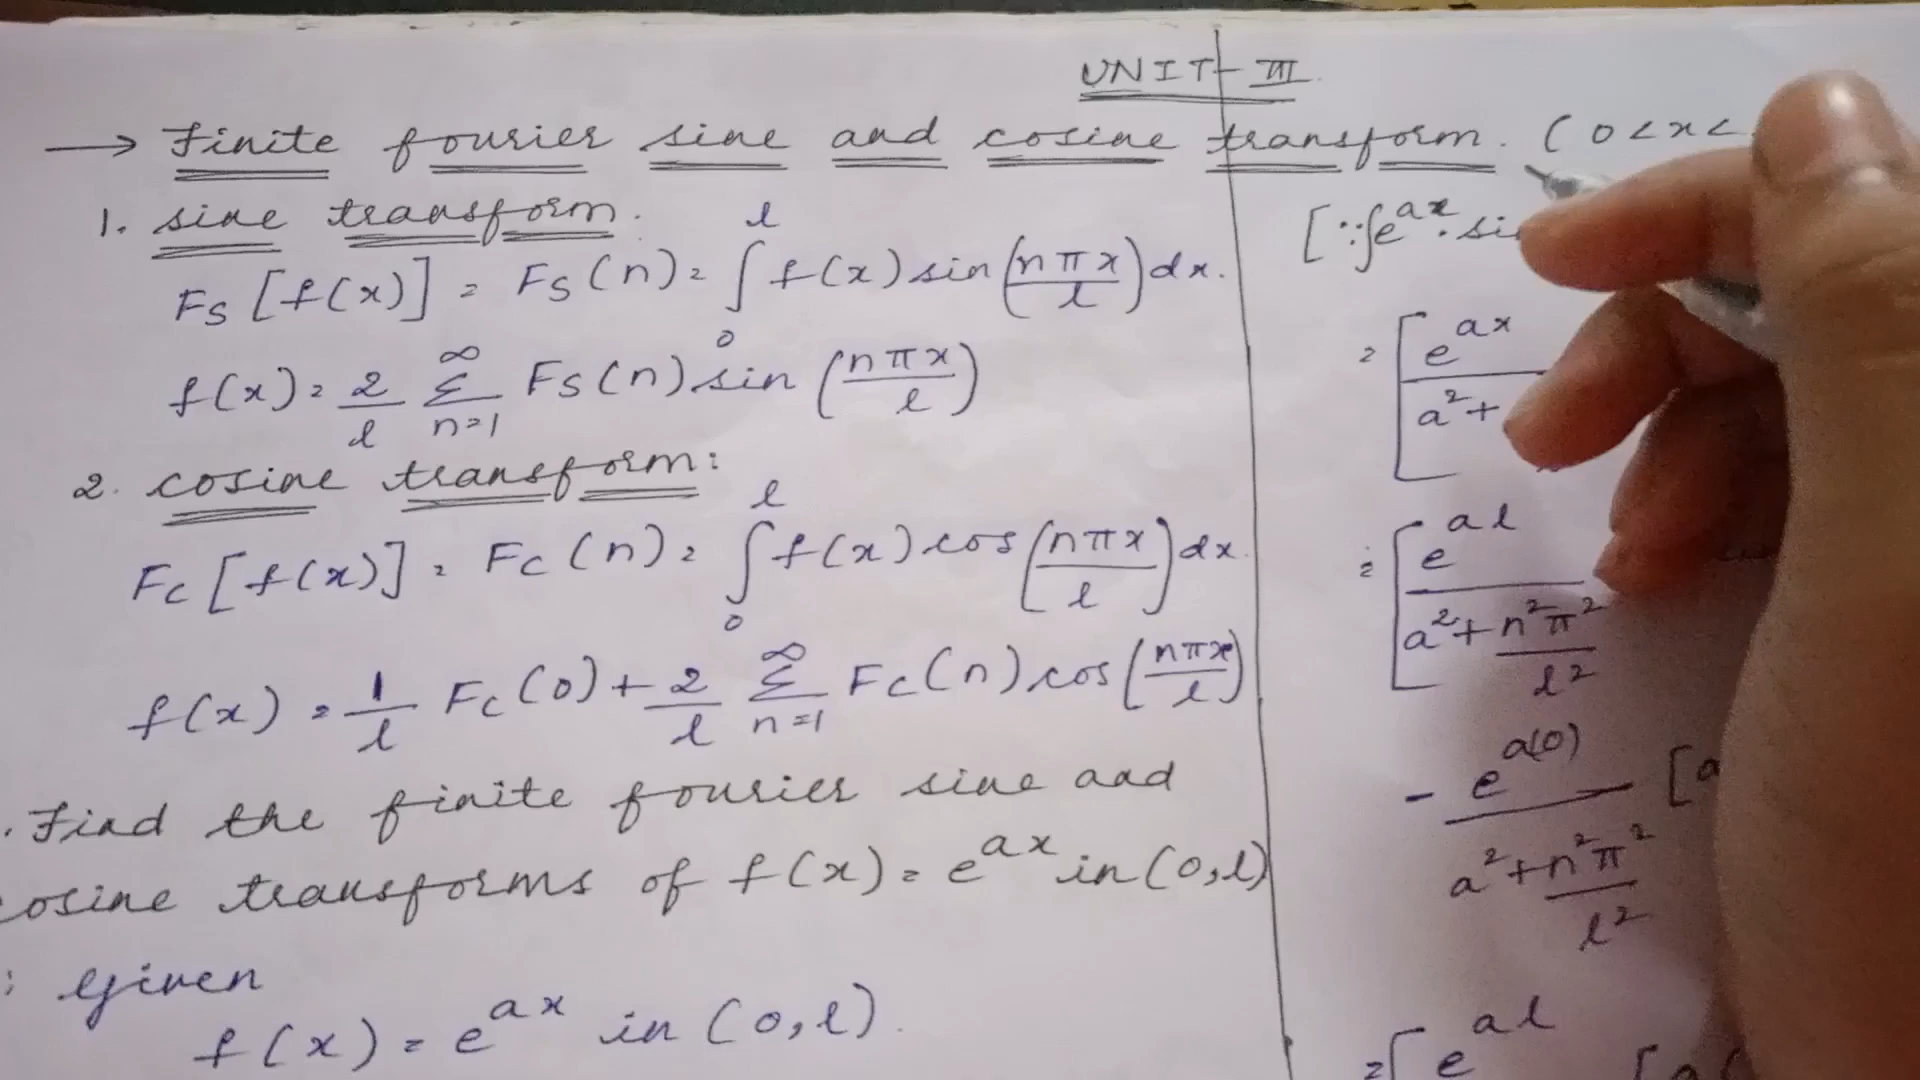 UNIT-III
→ Finite fourier sine and cosine transform. (0<x<
1. sine transform.
Fs[f(x)] = Fs(n) = ∫₀ˡ f(x) sin(nπx/l) dx.
f(x) = 2/l ∑ₙ₌₁^∞ Fs(n) sin(nπx/l)
2. cosine transform:
Fc[f(x)] = Fc(n) = ∫₀ˡ f(x) cos(nπx/l) dx.
f(x) = 1/l Fc(0) + 2/l ∑ₙ₌₁^∞ Fc(n) cos(nπx/l)
. Find the finite fourier sine and
cosine transforms of f(x) = e^ax in (0,l)
: Given
f(x) = e^ax in (0,l).
[∵∫e^ax. si
= [e^ax / a²+
= [e^al / a²+n²π²/l²
- e^a(0) / a²+n²π²/l² [a
= [e^al [a(